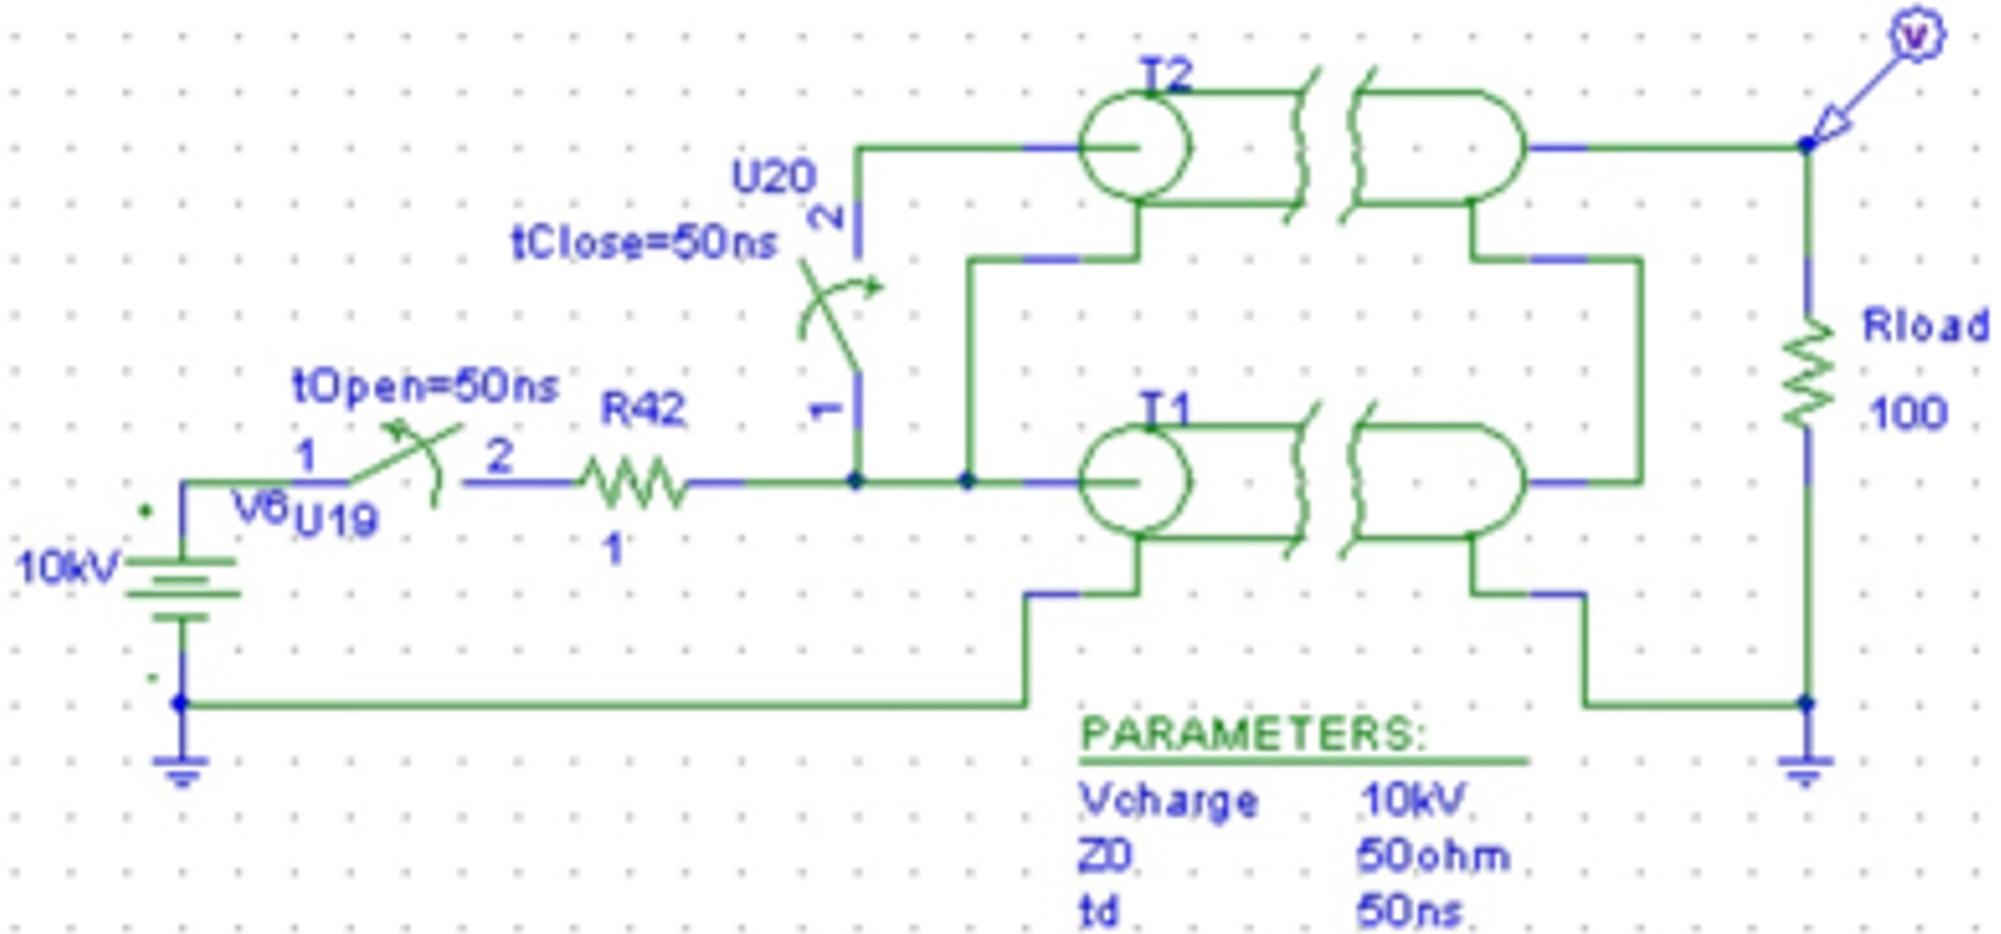 V
T2
U20
2
tClose=50ns
Rload
tOpen=50ns
R42
1
T1
100
1
2
V6
U19
1
10kV
PARAMETERS:
Vcharge 10kV
Z0 50ohm
td 50ns